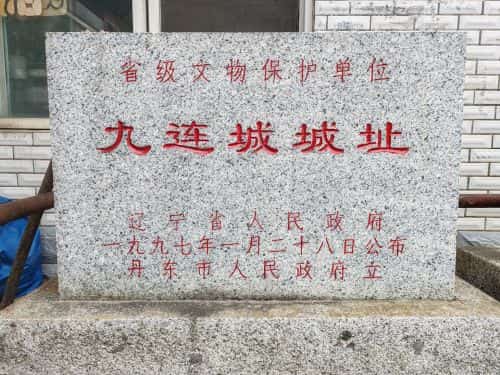 省级文物保护单位
九连城城址
辽宁省人民政府
一九九七年一月二十八日公布
丹东市人民政府立